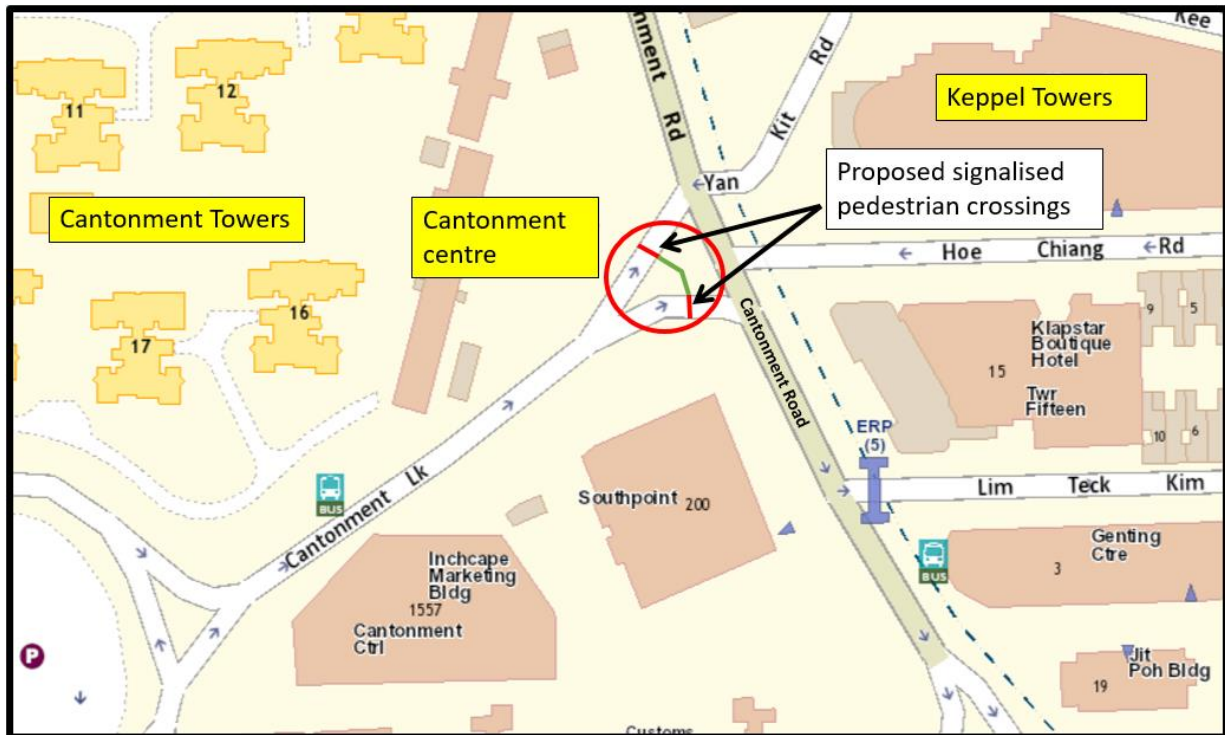 Kee
12
11
Keppel Towers
nment Rd
Kit Rd
Yan
Proposed signalised
pedestrian crossings
Cantonment Towers
Cantonment
centre
Hoe Chiang Rd
16
17
9
5
Klapstar
Boutique
Hotel
15
Twr
Fifteen
Cantonment Road
ERP
(5)
10
6
BUS
Cantonment Lk
Southpoint 200
Lim Teck Kim
Inchcape
Marketing
Bldg
1557
Cantonment
Ctrl
Genting
Ctre
3
BUS
P
Jit
Poh Bldg
19
Customs